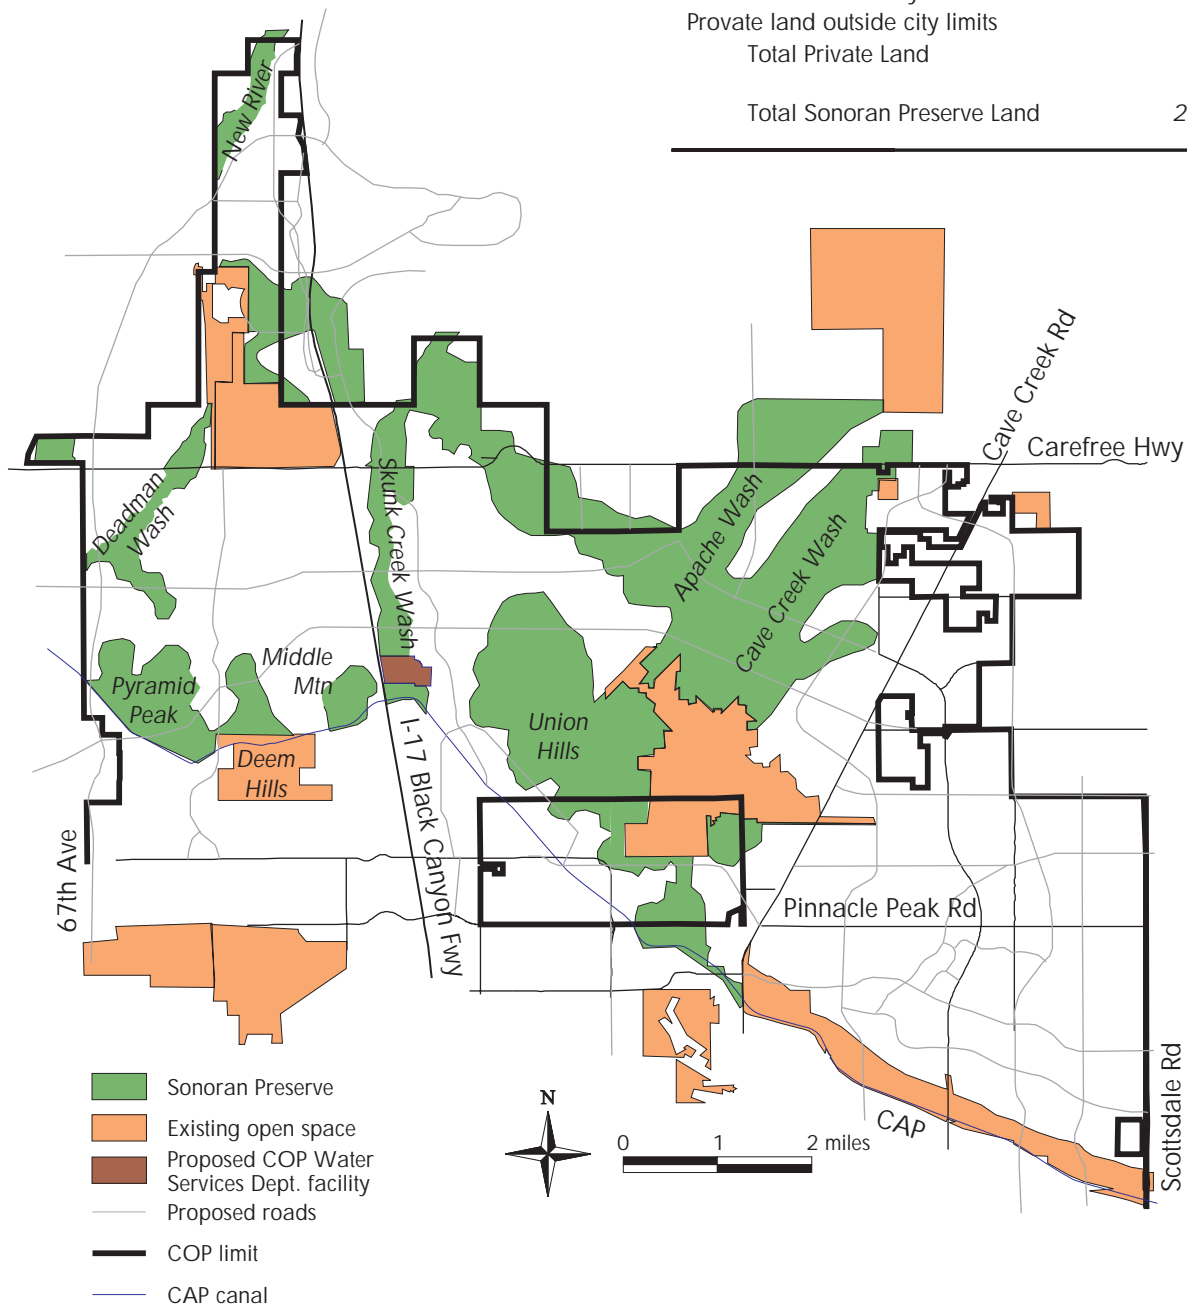 Provate land outside city limits
Total Private Land
Total Sonoran Preserve Land 2
New River
Cave Creek Rd
Carefree Hwy
Deadman
Wash
Skunk Creek Wash
Apache Wash
Cave Creek Wash
Pyramid
Peak
Middle
Mtn
Union
Hills
Deem
Hills
I-17 Black Canyon Fwy
67th Ave
Pinnacle Peak Rd
CAP
Scottsdale Rd
Sonoran Preserve
Existing open space
Proposed COP Water
Services Dept. facility
Proposed roads
COP limit
CAP canal
N
0 1 2 miles